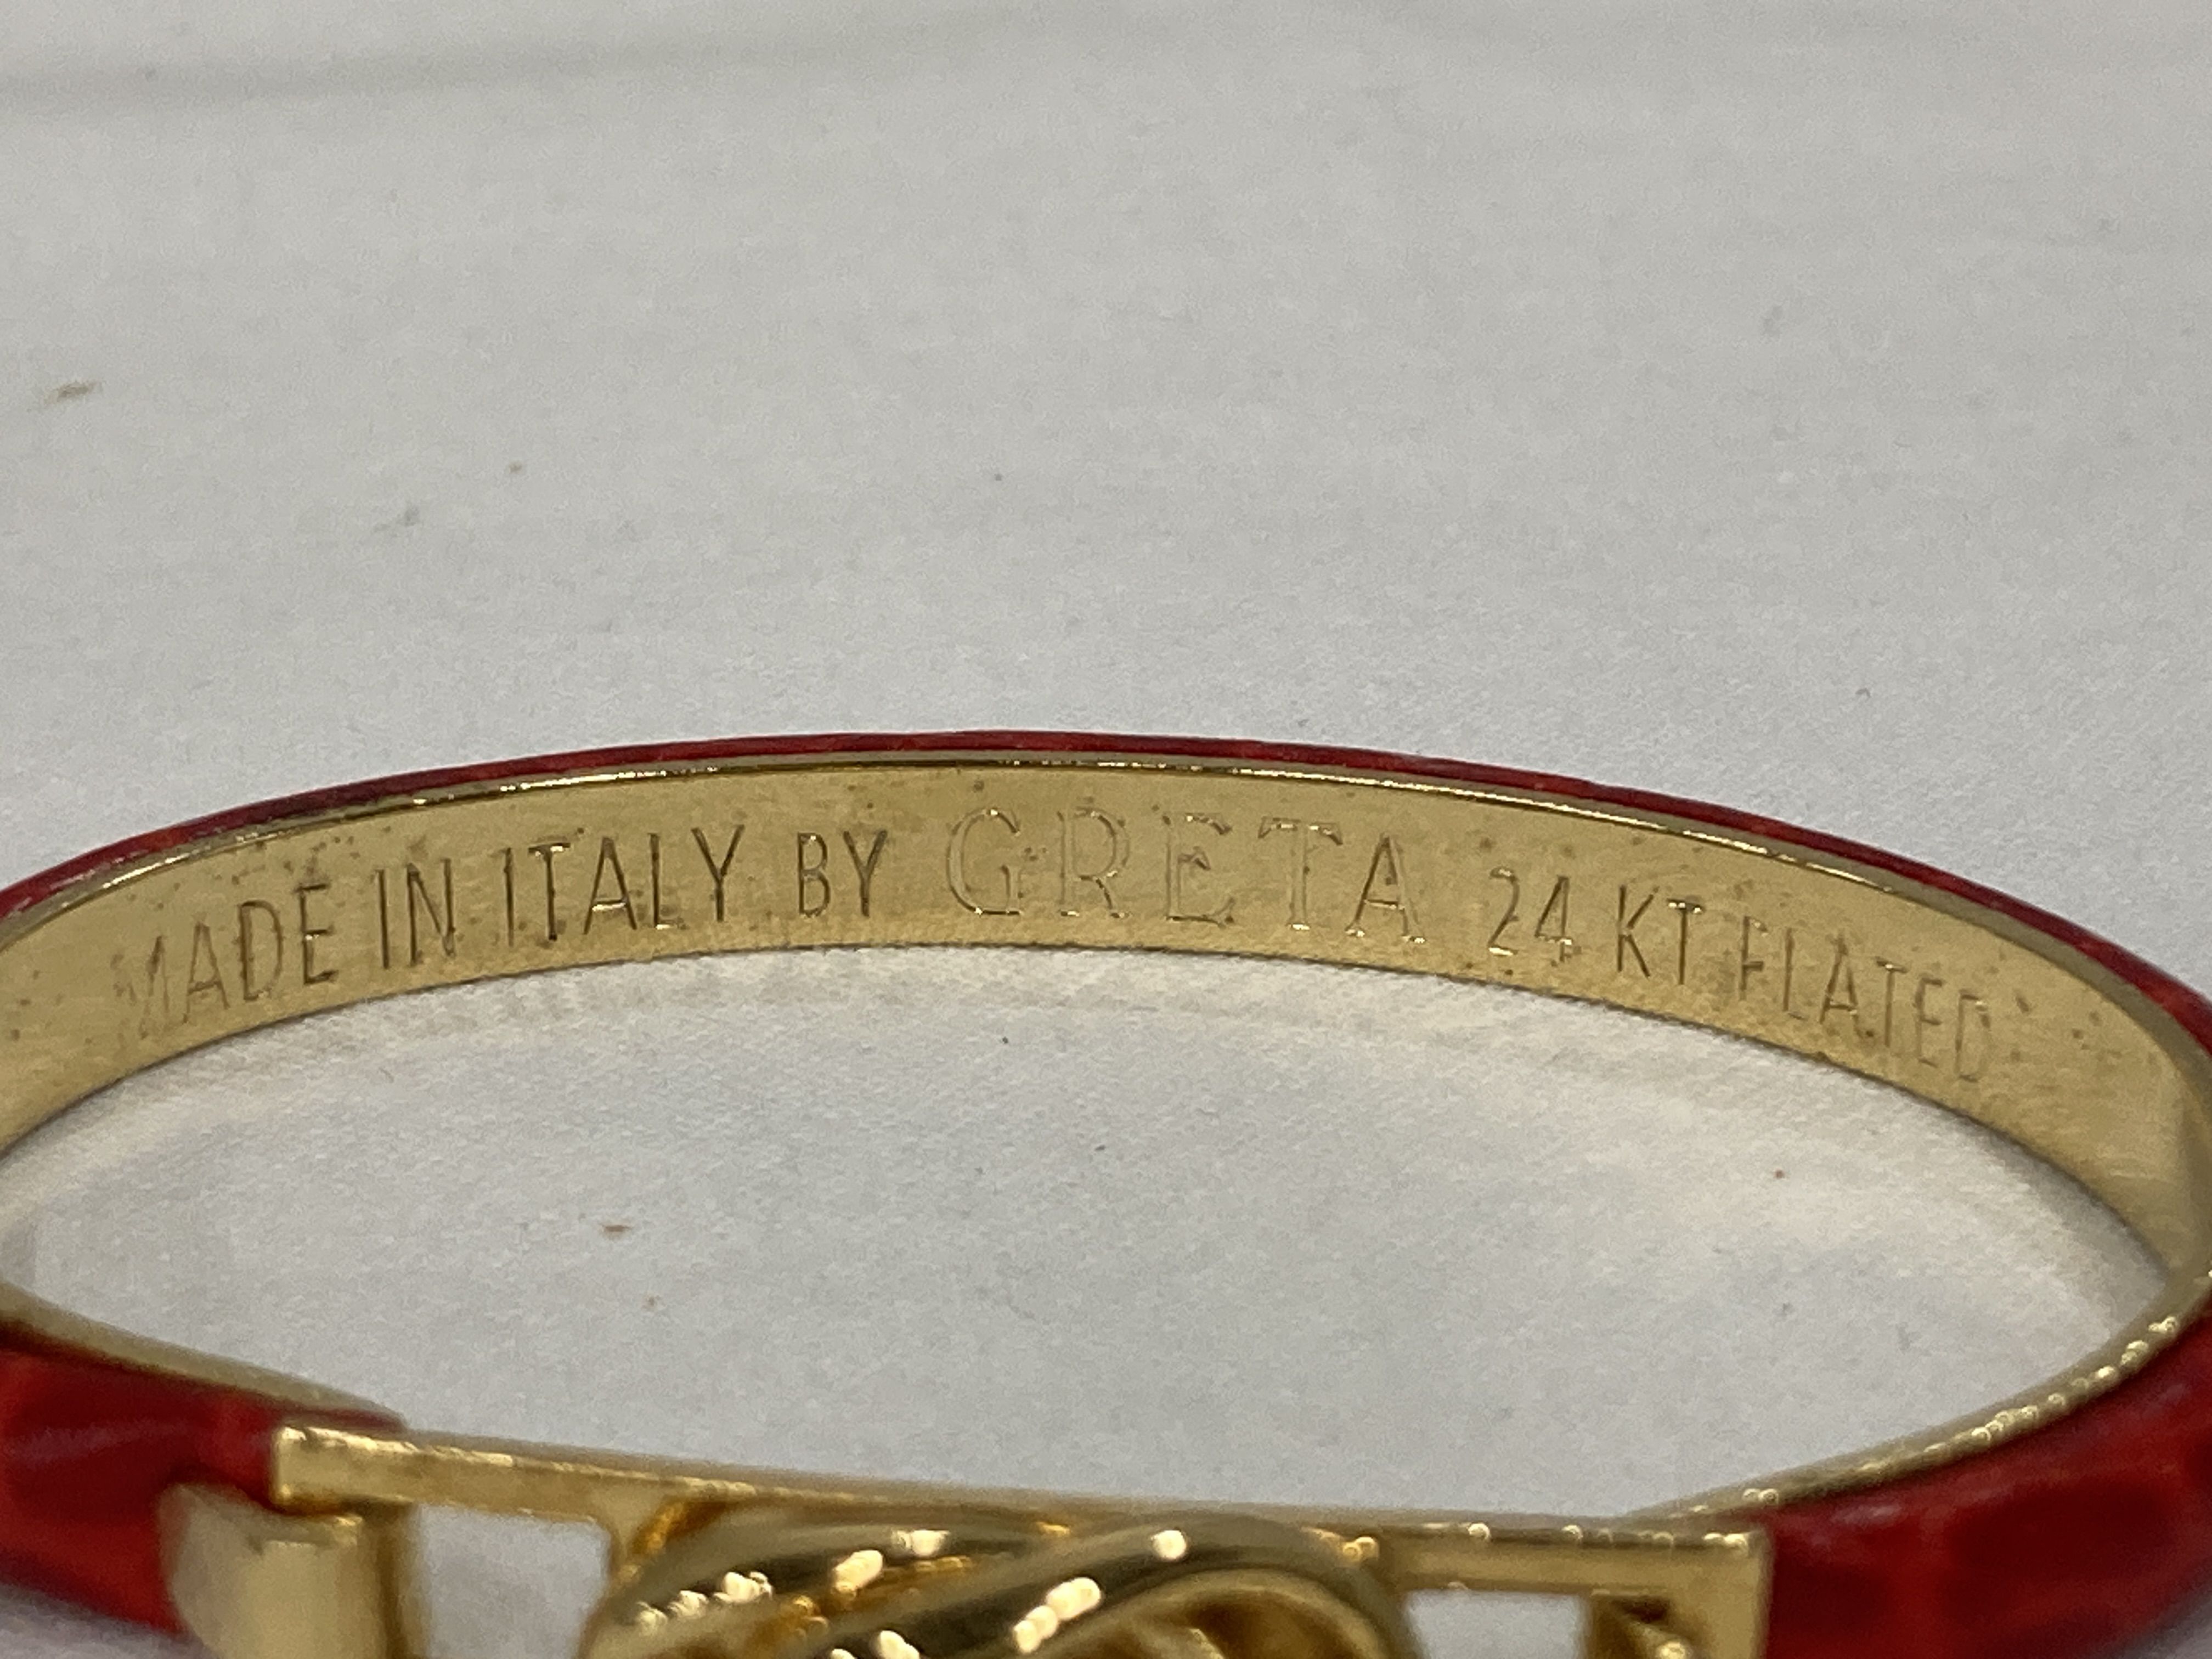 MADE IN ITALY BY GRETA 24 KT PLATED